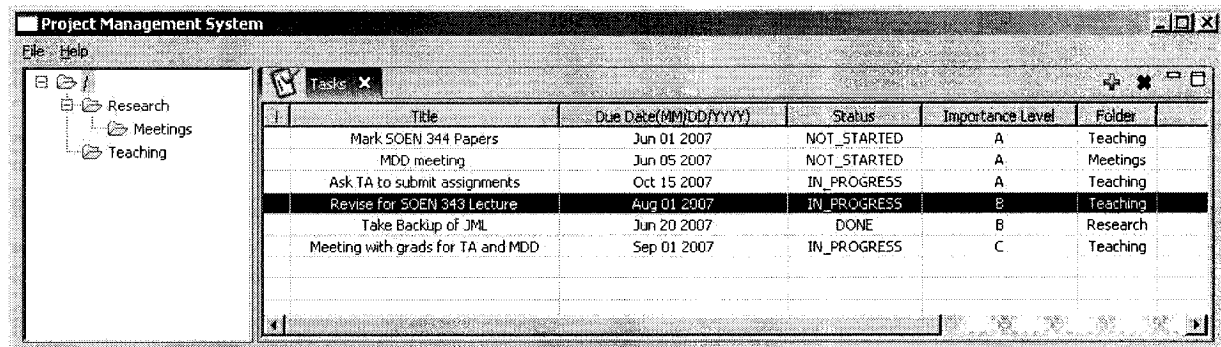 Project Management System
File Help
/
Research
Meetings
Teaching
Tasks
! Title Due Date(MM/DD/YYYY) Status Importance Level Folder
Mark SOEN 344 Papers Jun 01 2007 NOT_STARTED A Teaching
MDD meeting Jun 05 2007 NOT_STARTED A Meetings
Ask TA to submit assignments Oct 15 2007 IN_PROGRESS A Teaching
Revise for SOEN 343 Lecture Aug 01 2007 IN_PROGRESS B Teaching
Take Backup of JML Jun 20 2007 DONE B Research
Meeting with grads for TA and MDD Sep 01 2007 IN_PROGRESS C Teaching